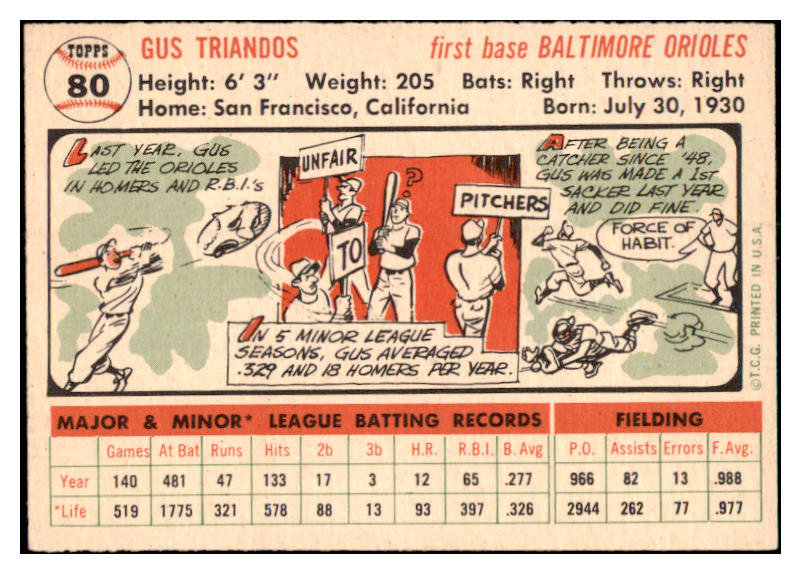 TOPPS
80
GUS TRIANDOS first base BALTIMORE ORIOLES
Height: 6' 3" Weight: 205 Bats: Right Throws: Right
Home: San Francisco, California Born: July 30, 1930
LAST YEAR, GUS
LED THE ORIOLES
IN HOMERS AND R.B.I.'s
UNFAIR
TO
PITCHERS
?
IN 5 MINOR LEAGUE
SEASONS, GUS AVERAGED
.329 AND 18 HOMERS PER YEAR.
AFTER BEING A
CATCHER SINCE '48,
GUS WAS MADE A 1ST
SACKER LAST YEAR
AND DID FINE.
FORCE OF
HABIT.
©T.C.G. PRINTED IN U.S.A.
MAJOR & MINOR* LEAGUE BATTING RECORDS FIELDING
Games At Bat Runs Hits 2b 3b H.R. R.B.I. B. Avg P.O. Assists Errors F. Avg.
Year 140 481 47 133 17 3 12 65 .277 966 82 13 .988
*Life 519 1775 321 578 88 13 93 397 .326 2944 262 77 .977